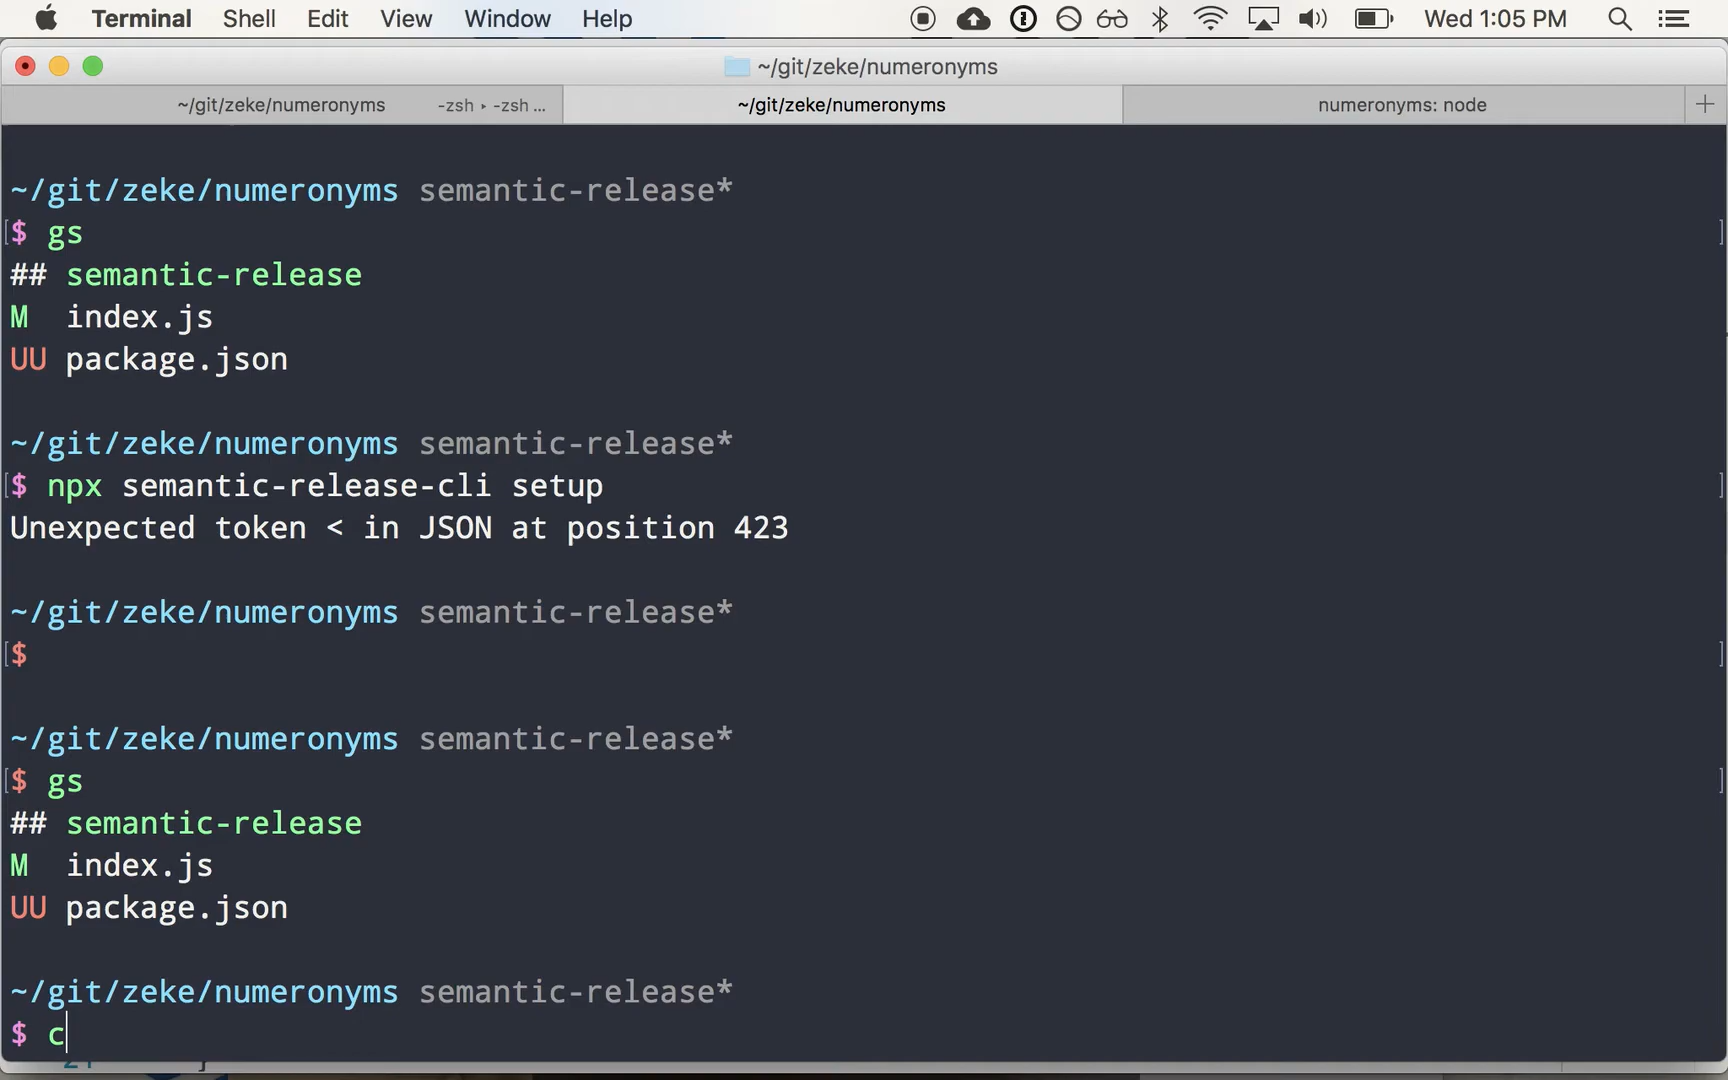 Terminal Shell Edit View Window Help Wed 1:05 PM
~/git/zeke/numeronyms
~/git/zeke/numeronyms -zsh ▸ -zsh ... ~/git/zeke/numeronyms numeronyms: node +
~/git/zeke/numeronyms semantic-release*
[$ gs ]
## semantic-release
M index.js
UU package.json
~/git/zeke/numeronyms semantic-release*
[$ npx semantic-release-cli setup ]
Unexpected token < in JSON at position 423
~/git/zeke/numeronyms semantic-release*
[$ ]
~/git/zeke/numeronyms semantic-release*
[$ gs ]
## semantic-release
M index.js
UU package.json
~/git/zeke/numeronyms semantic-release*
$ c